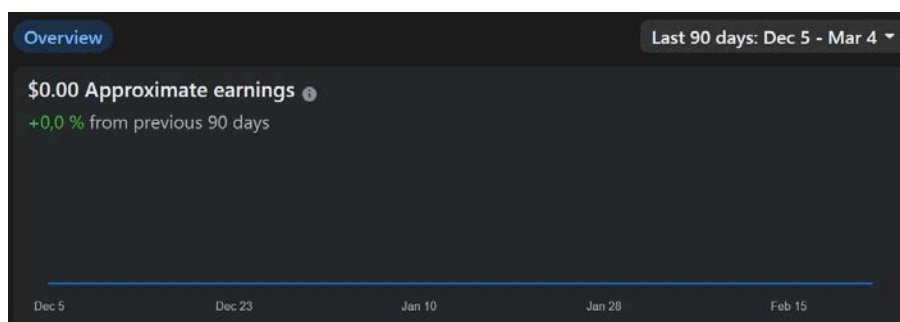 Overview
Last 90 days: Dec 5 - Mar 4
$0.00 Approximate earnings
+0,0 % from previous 90 days
Dec 5 Dec 23 Jan 10 Jan 28 Feb 15